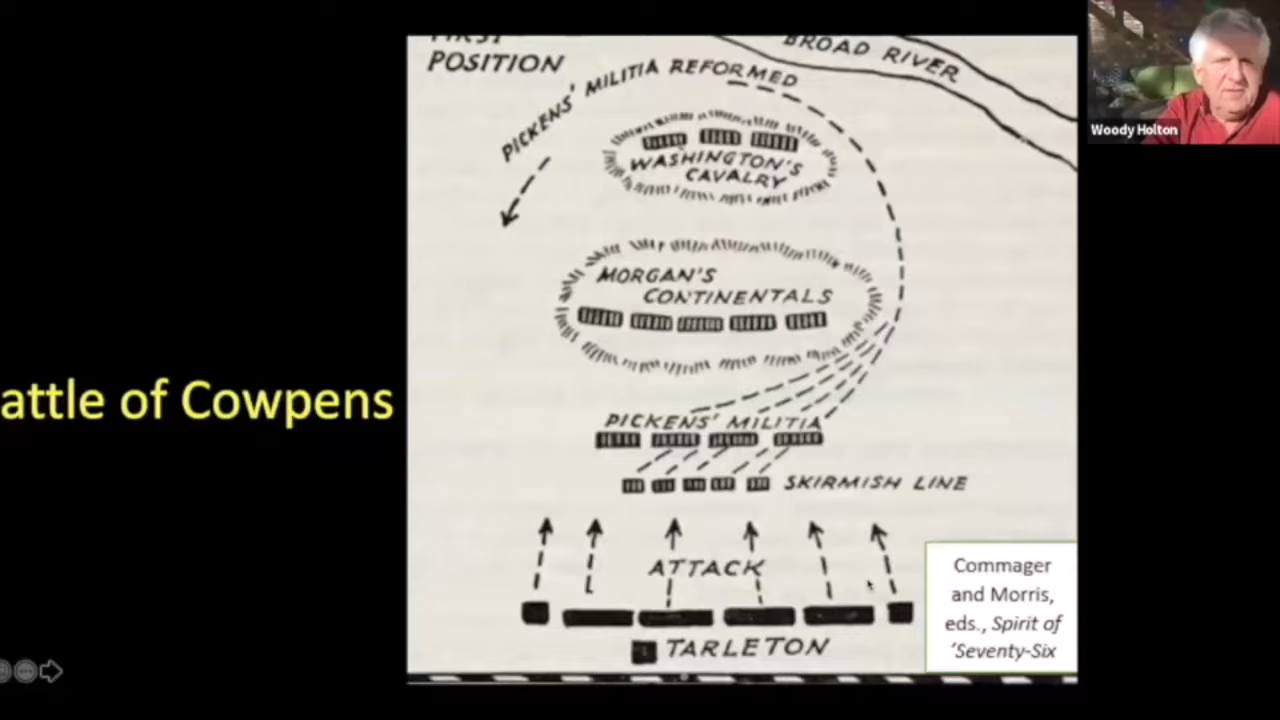 FIRST
POSITION
PICKENS' MILITIA REFORMED
BROAD RIVER
WASHINGTON'S
CAVALRY
MORGAN'S
CONTINENTALS
PICKENS' MILITIA
SKIRMISH LINE
ATTACK
TARLETON
attle of Cowpens
Commager
and Morris,
eds., Spirit of
'Seventy-Six
Woody Holton